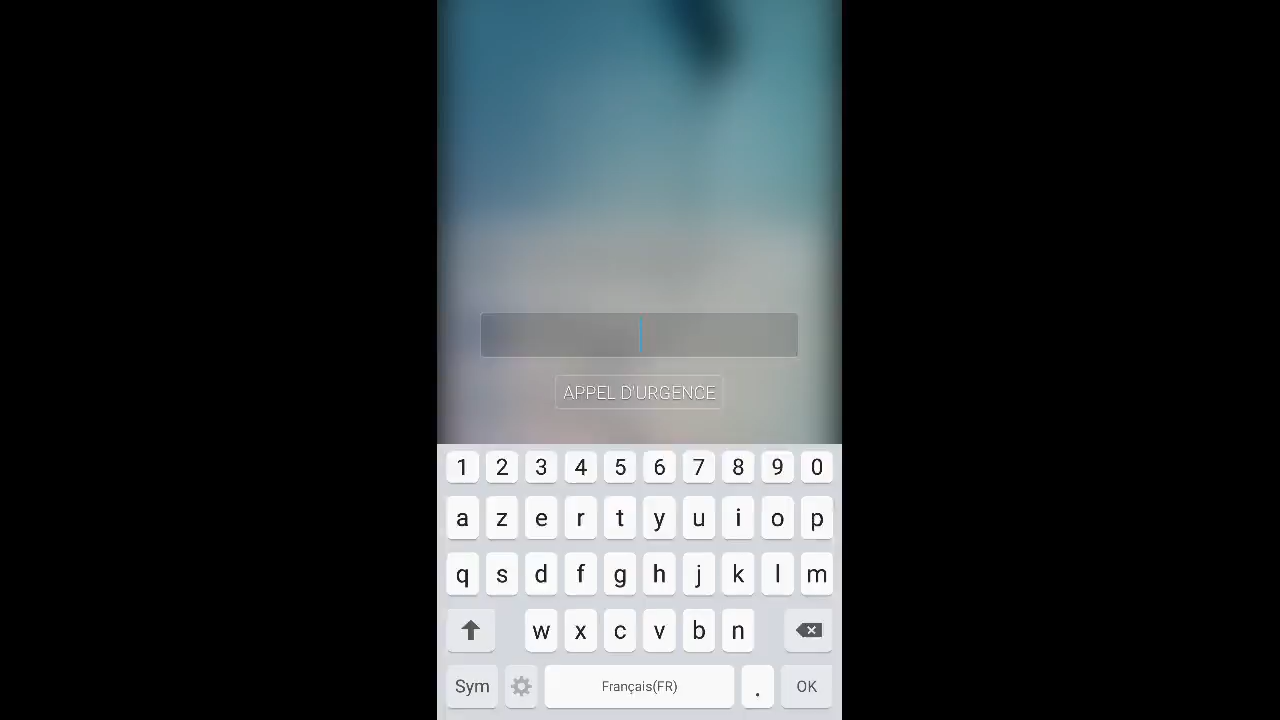 APPEL D'URGENCE
1 2 3 4 5 6 7 8 9 0
a z e r t y u i o p
q s d f g h j k l m
w x c v b n
Sym Français(FR) . OK